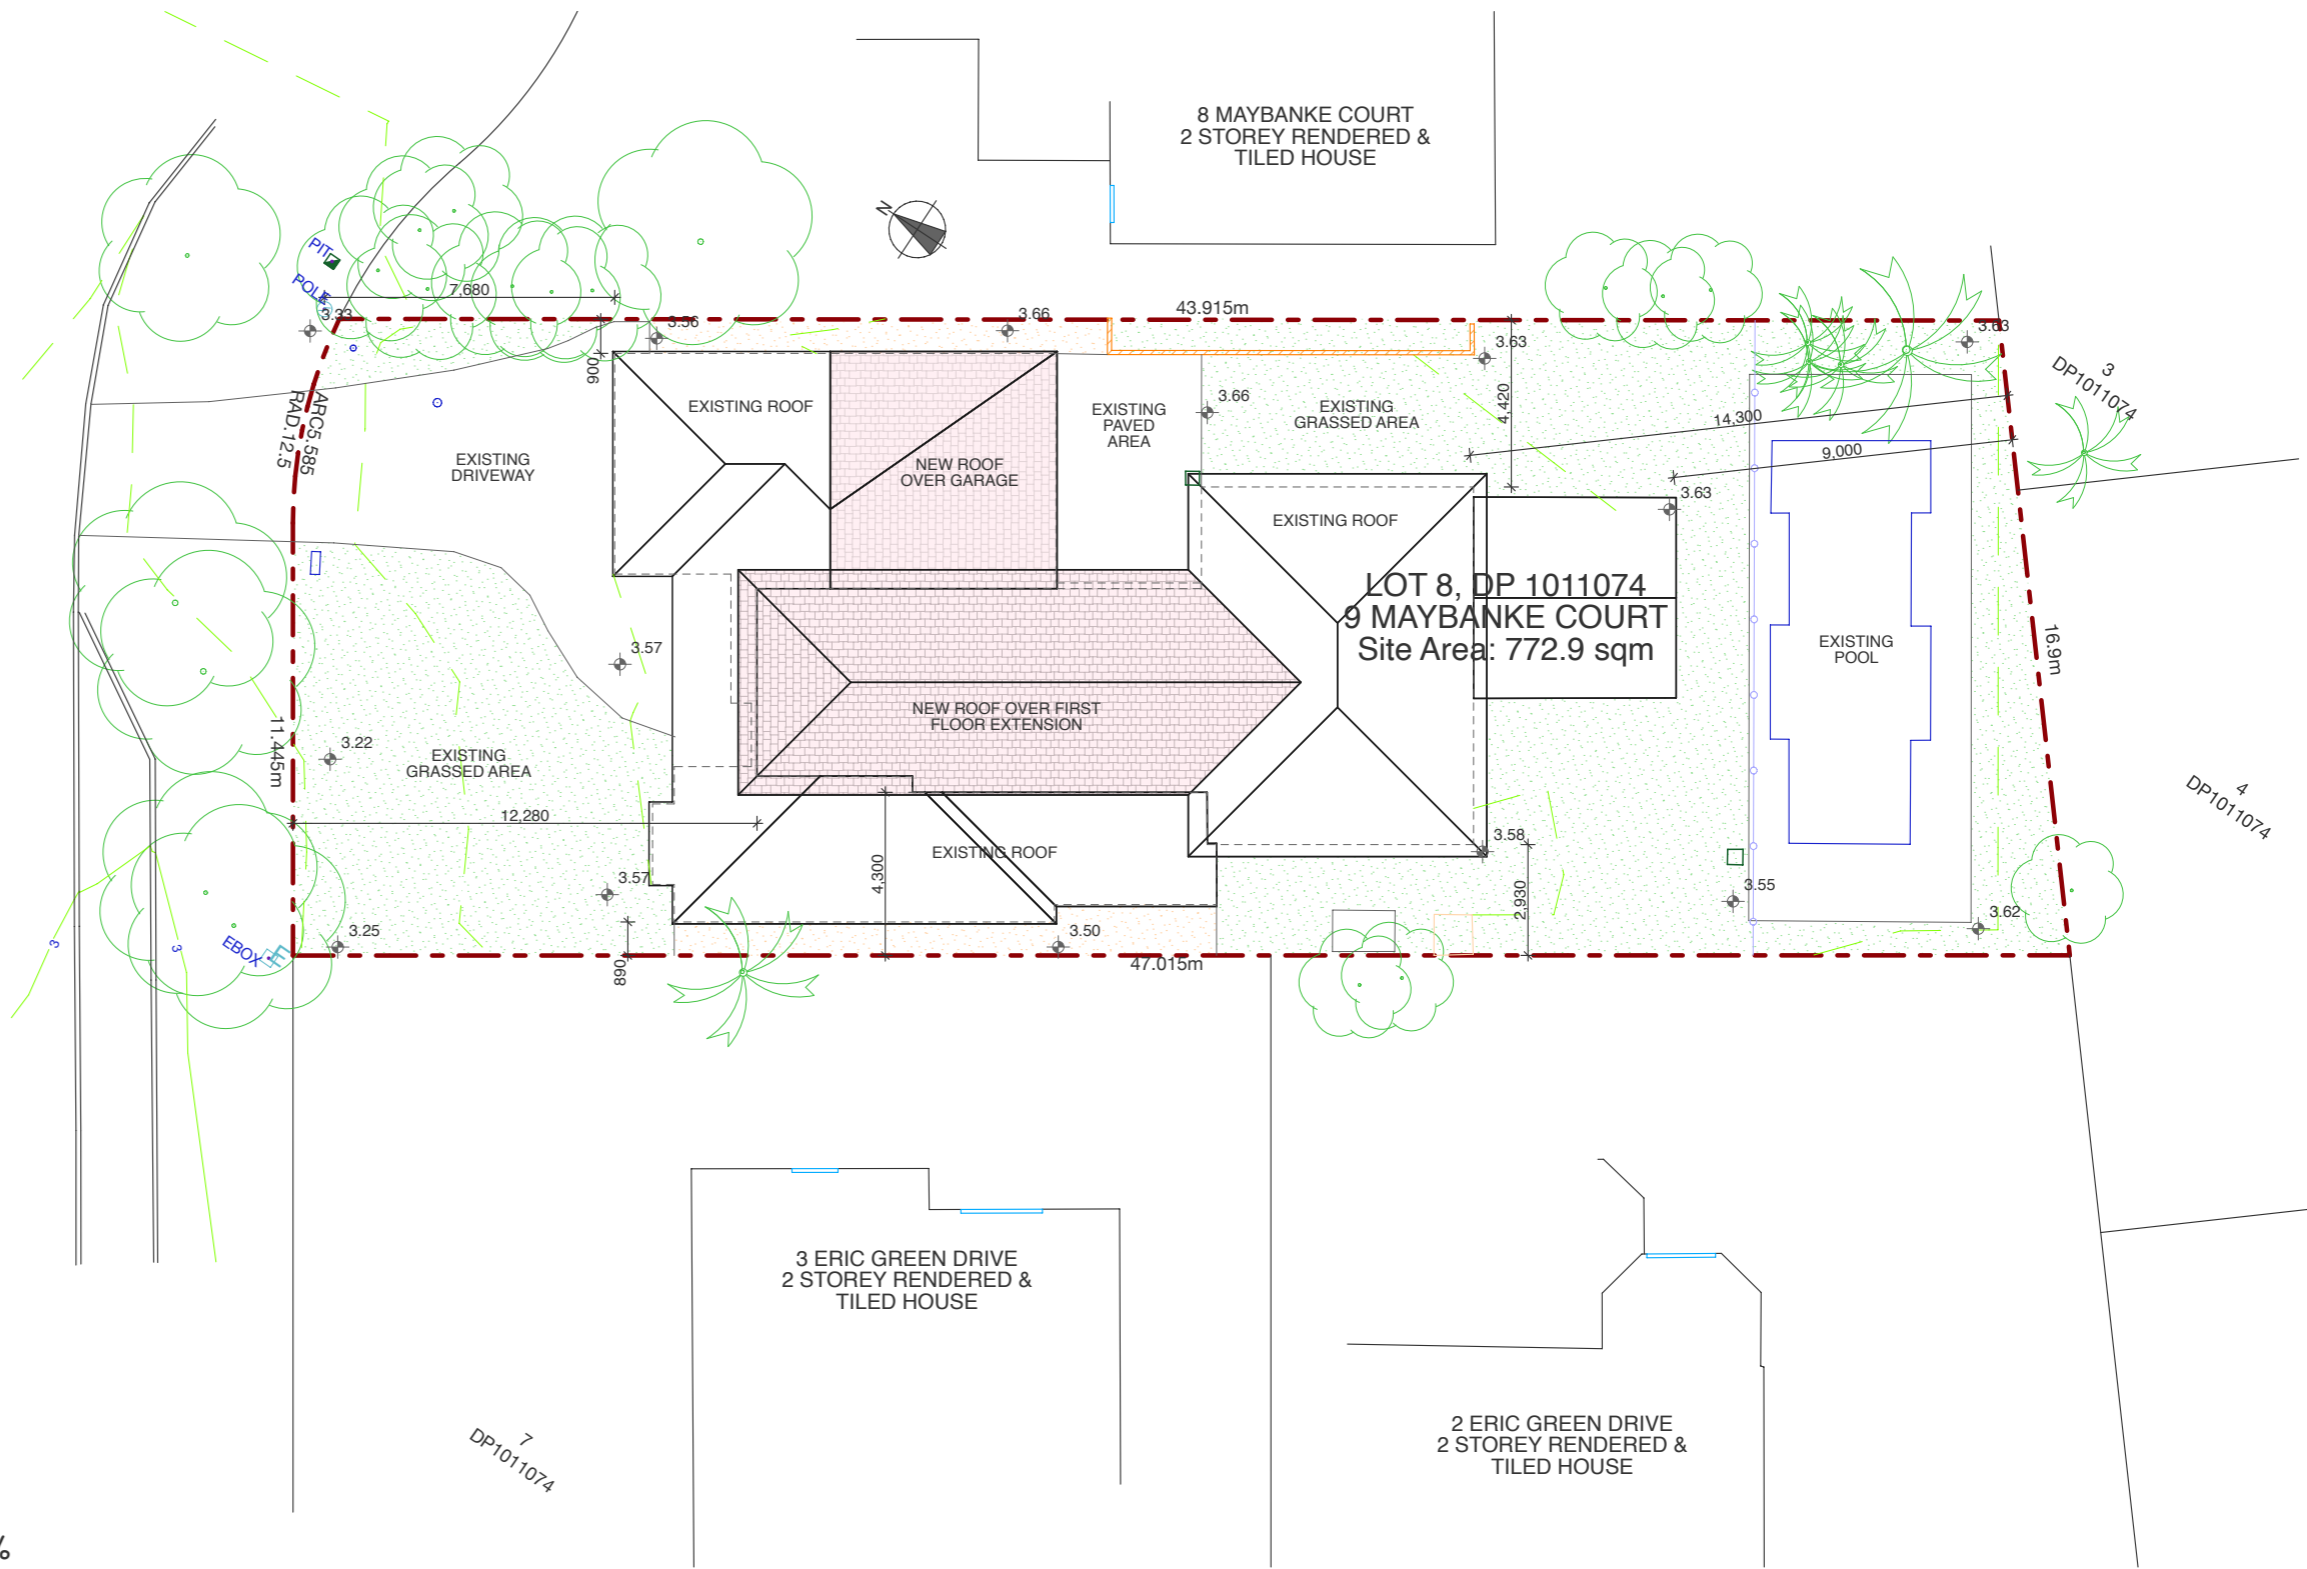 8 MAYBANKE COURT
2 STOREY RENDERED &
TILED HOUSE
N
PIT
POLE
7,680
3.33
3.56
3.66
43.915m
3.63
3.63
900
3
DP1011074
ARC5.585
RAD.12.5
EXISTING ROOF
EXISTING
PAVED
AREA
3.66
EXISTING
GRASSED AREA
4,420
14,300
9,000
EXISTING
DRIVEWAY
NEW ROOF
OVER GARAGE
3.63
EXISTING ROOF
LOT 8, DP 1011074
9 MAYBANKE COURT
Site Area: 772.9 sqm
EXISTING
POOL
16.9m
3.57
NEW ROOF OVER FIRST
FLOOR EXTENSION
11.445m
3.22
EXISTING
GRASSED AREA
4
DP1011074
12,280
EXISTING ROOF
4,300
3.58
2,930
3.57
3.55
3.62
3
3
EBOX
3.25
3.50
890
47.015m
3 ERIC GREEN DRIVE
2 STOREY RENDERED &
TILED HOUSE
7
DP1011074
2 ERIC GREEN DRIVE
2 STOREY RENDERED &
TILED HOUSE
%